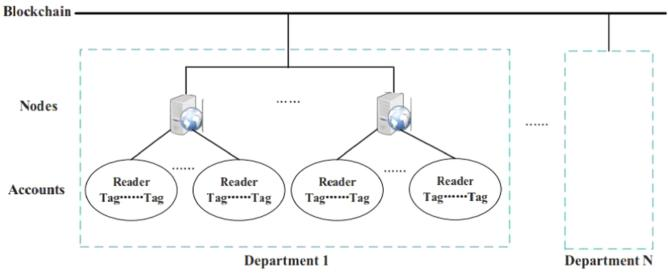 Blockchain
Nodes
......
......
Accounts
Reader
Tag······Tag
......
Reader
Tag······Tag
Reader
Tag······Tag
......
Reader
Tag······Tag
Department 1
Department N